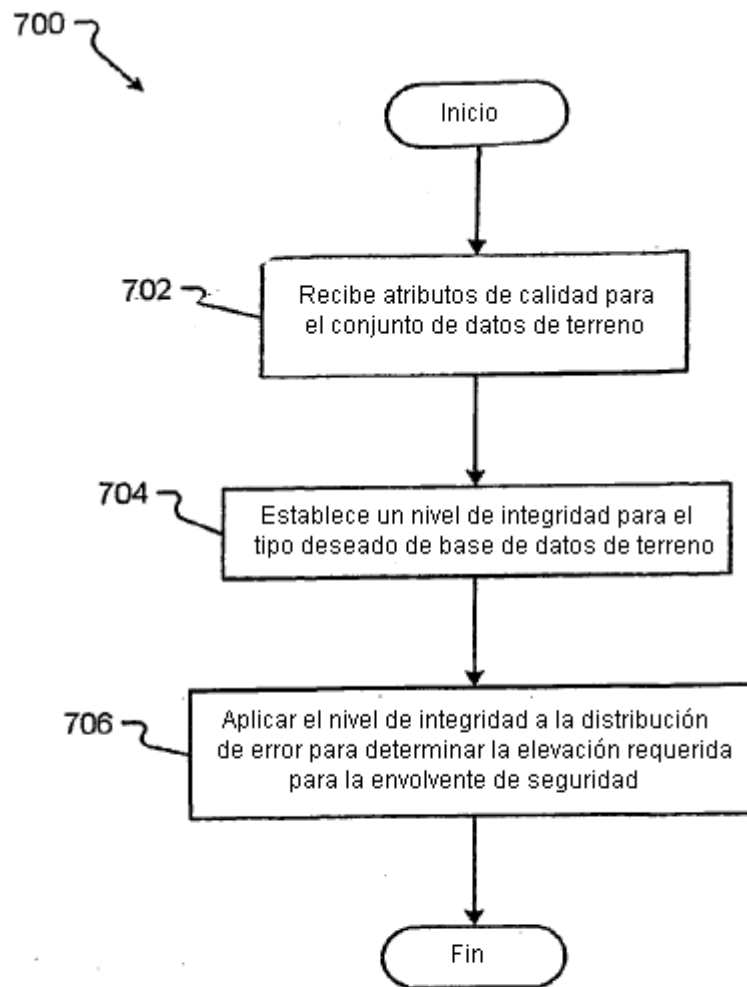 700
Inicio
702
Recibe atributos de calidad para
el conjunto de datos de terreno
704
Establece un nivel de integridad para el
tipo deseado de base de datos de terreno
706
Aplicar el nivel de integridad a la distribución
de error para determinar la elevación requerida
para la envolvente de seguridad
Fin